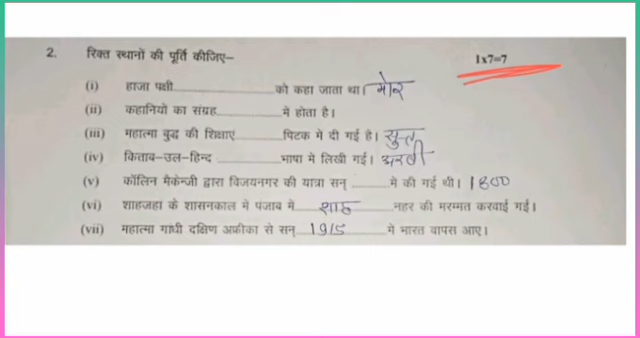 2. रिक्त स्थानों की पूर्ति कीजिए– 1x7=7
(i) हाजा पक्षी ............ को कहा जाता था। मोर
(ii) कहानियों का संग्रह ............ में होता है।
(iii) महात्मा बुद्ध की शिक्षाएं ............ पिटक मे दी गई है। सुत्त
(iv) किताब-उल-हिन्द ............ भाषा मे लिखी गई। अरबी
(v) कॉलिन मैकेन्जी द्वारा विजयनगर की यात्रा सन् ............ में की गई थी। 1800
(vi) शाहजहां के शासनकाल मे पंजाब मे शाह नहर की मरम्मत करवाई गई।
(vii) महात्मा गांधी दक्षिण अफ्रीका से सन् 1915 मे भारत वापस आए।